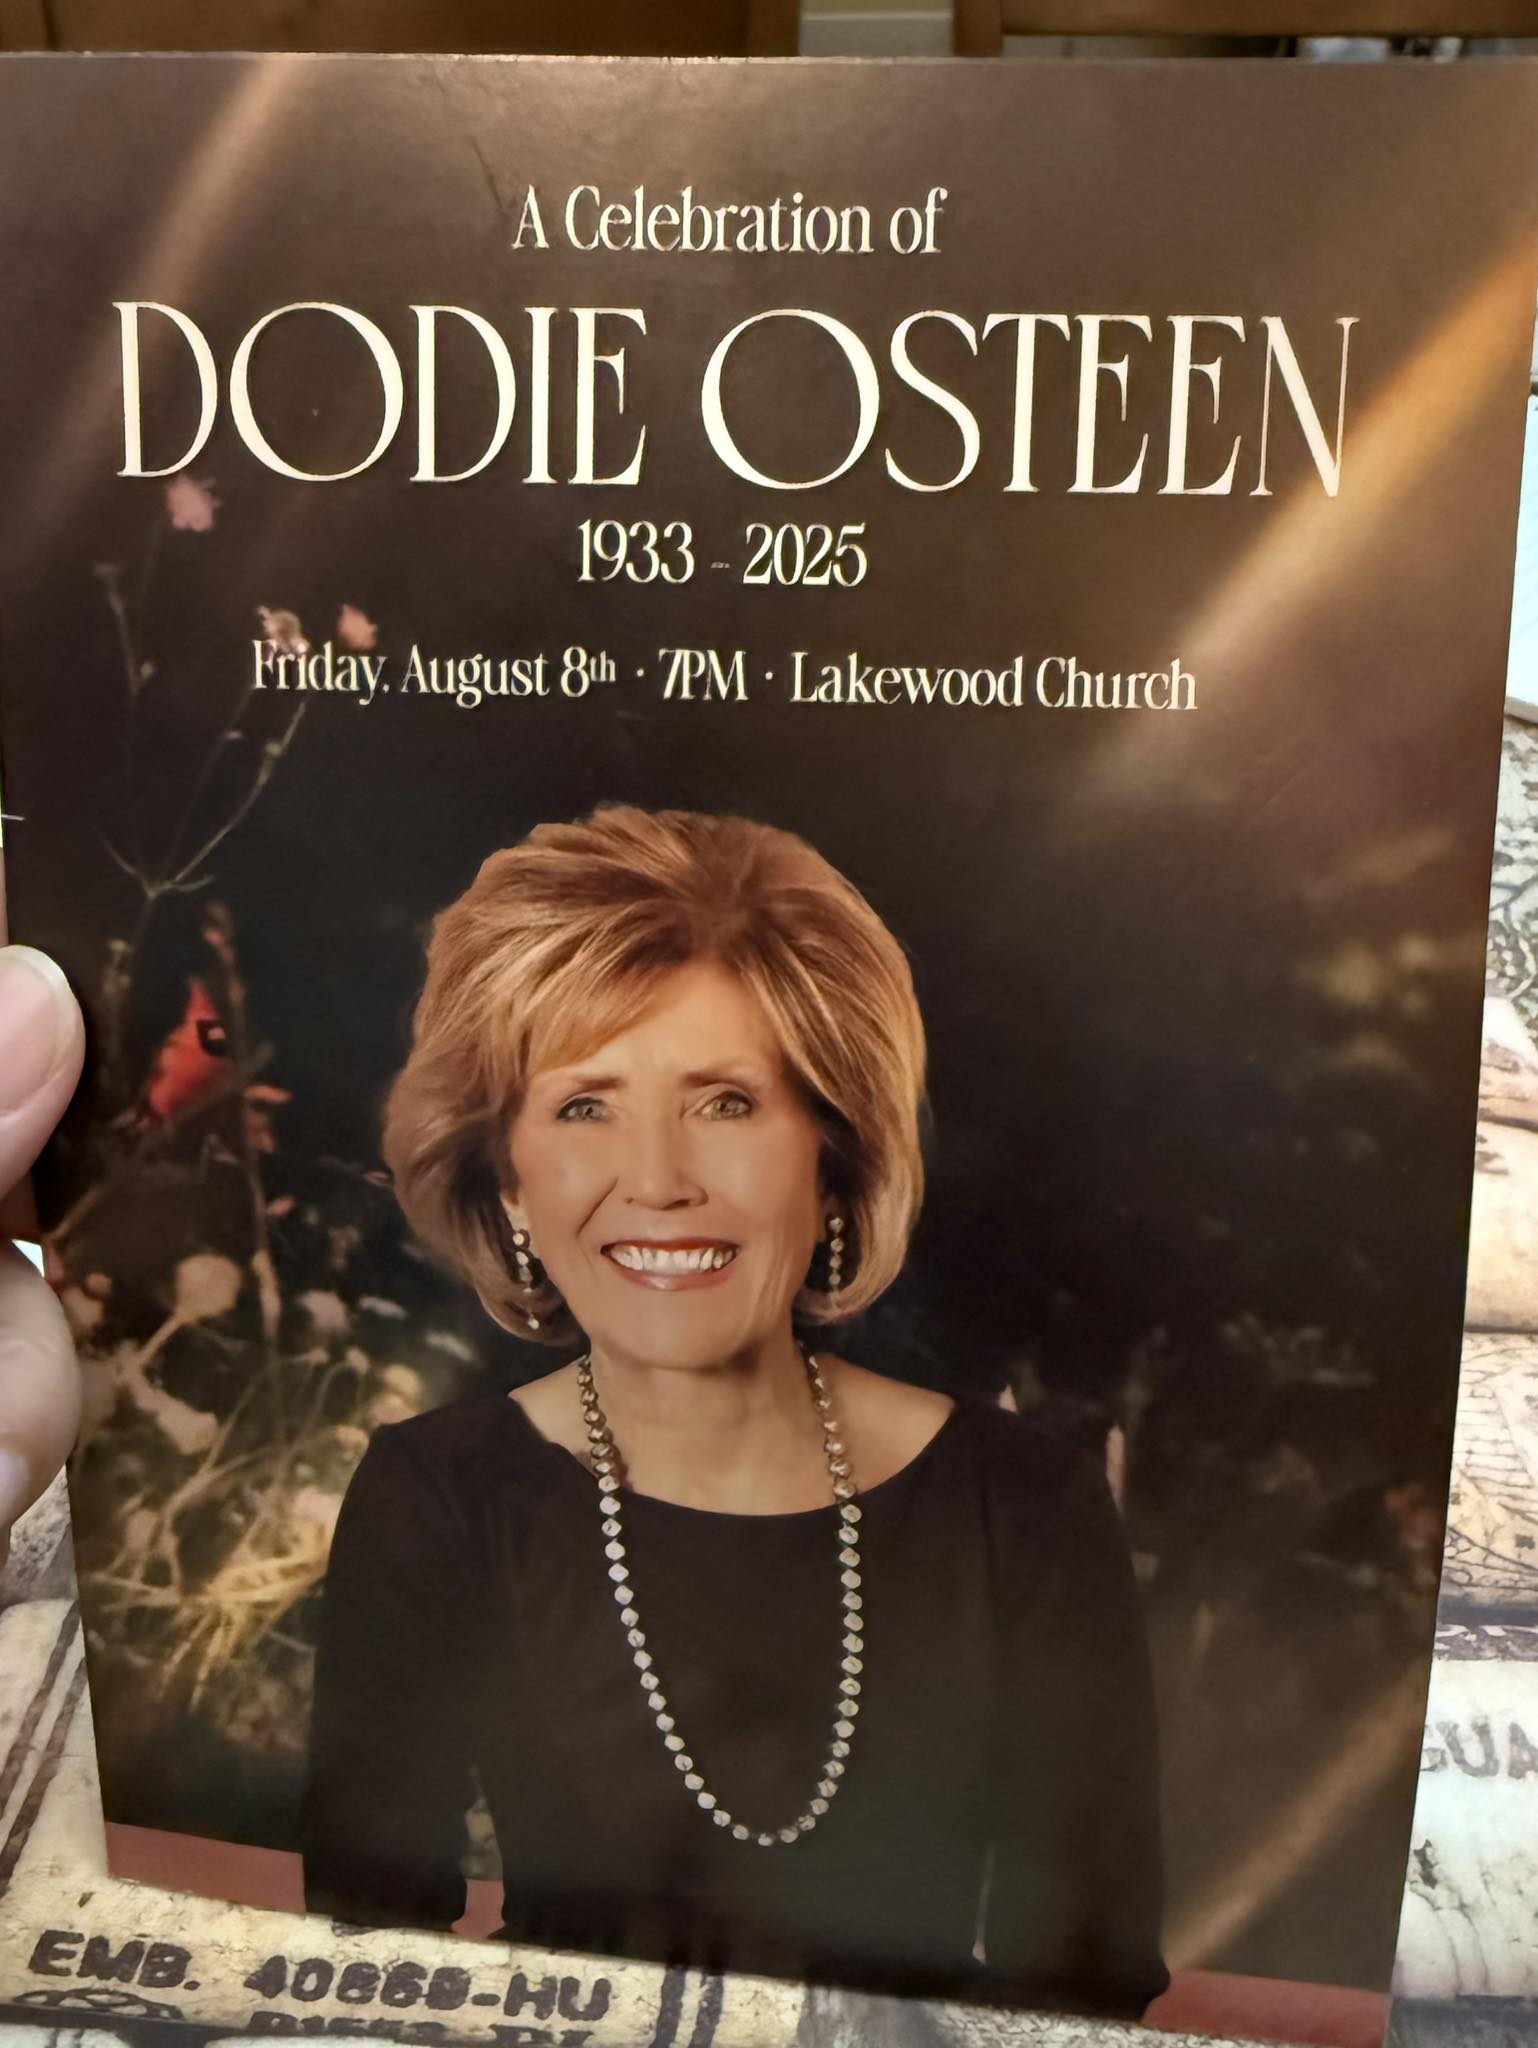 A Celebration of
DODIE OSTEEN
1933 - 2025
Friday, August 8th · 7PM · Lakewood Church
EMB. 40868-HU